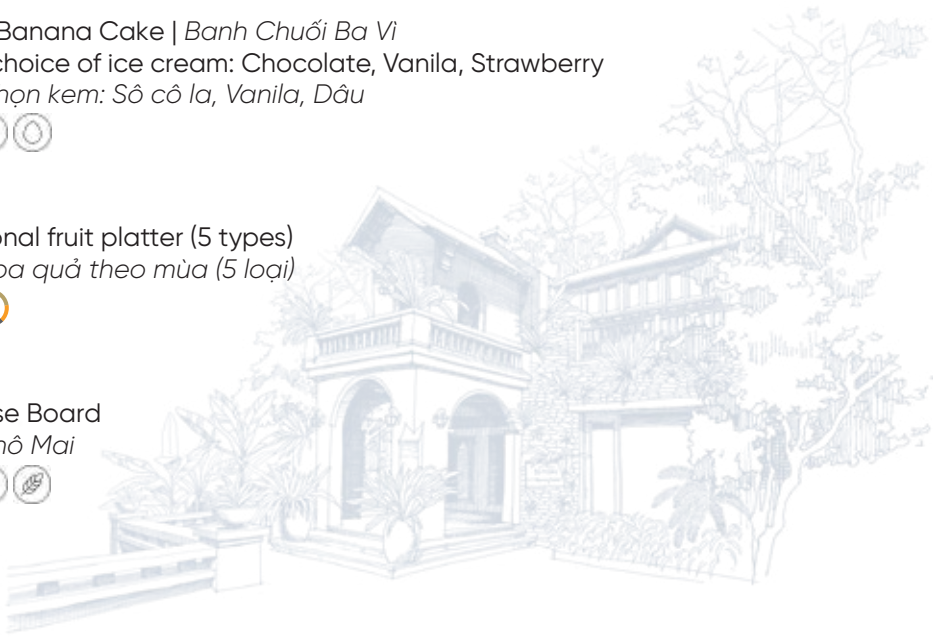 Banana Cake | Banh Chuối Ba Vì
choice of ice cream: Chocolate, Vanila, Strawberry
họn kem: Sô cô la, Vanila, Dâu
onal fruit platter (5 types)
oa quả theo mùa (5 loại)
se Board
hô Mai